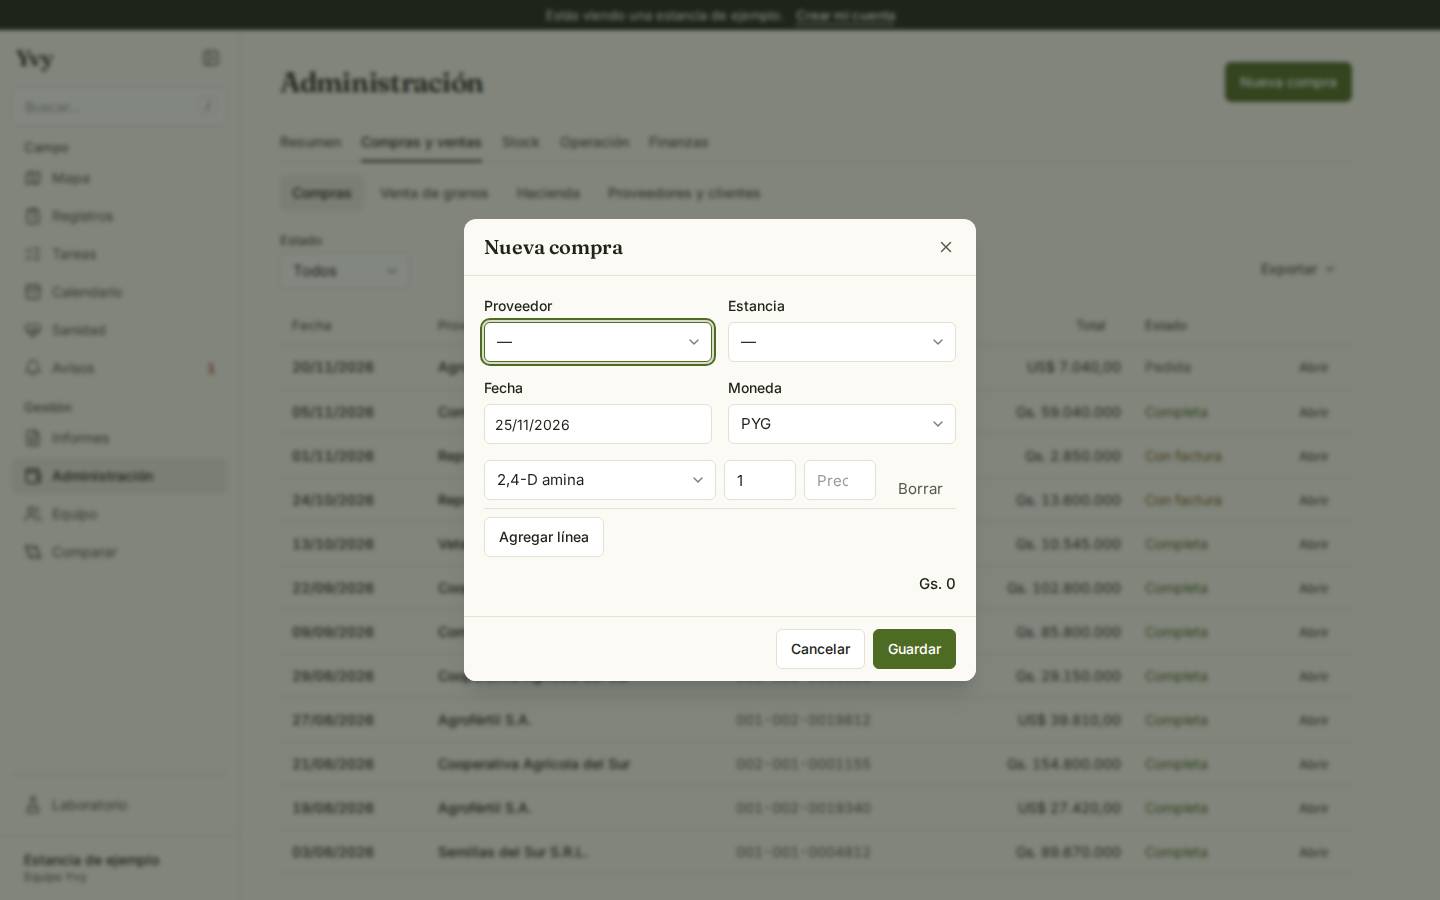 Estás viendo una estancia de ejemplo. Crear mi cuenta
Yvy
Buscar... /
Campo
Mapa
Registros
Tareas
Calendario
Sanidad
Avisos 1
Gestión
Informes
Administración
Equipo
Comparar
Laboratorio
Estancia de ejemplo
Equipo Yvy
Administración
Nueva compra
Resumen Compras y ventas Stock Operación Finanzas
Compras Venta de granos Hacienda Proveedores y clientes
Estado
Todos
Exportar
Fecha Total Estado
20/11/2026 US$ 7.040,00 Pedida Abrir
05/11/2026 Gs. 59.040.000 Completa Abrir
01/11/2026 Gs. 2.850.000 Con factura Abrir
24/10/2026 Gs. 13.600.000 Con factura Abrir
13/10/2026 Gs. 10.545.000 Completa Abrir
22/09/2026 Gs. 102.800.000 Completa Abrir
09/09/2026 Gs. 85.800.000 Completa Abrir
29/08/2026 Gs. 29.150.000 Completa Abrir
27/08/2026 Agrofértil S.A. 001-002-0019812 US$ 39.810,00 Completa Abrir
21/08/2026 Cooperativa Agrícola del Sur 002-001-0001155 Gs. 154.800.000 Completa Abrir
19/08/2026 Agrofértil S.A. 001-002-0019340 US$ 27.420,00 Completa Abrir
03/08/2026 Semillas del Sur S.R.L. 001-001-0004812 Gs. 89.670.000 Completa Abrir
Nueva compra
Proveedor Estancia
— —
Fecha Moneda
25/11/2026 PYG
2,4-D amina 1 Prec Borrar
Agregar línea
Gs. 0
Cancelar Guardar